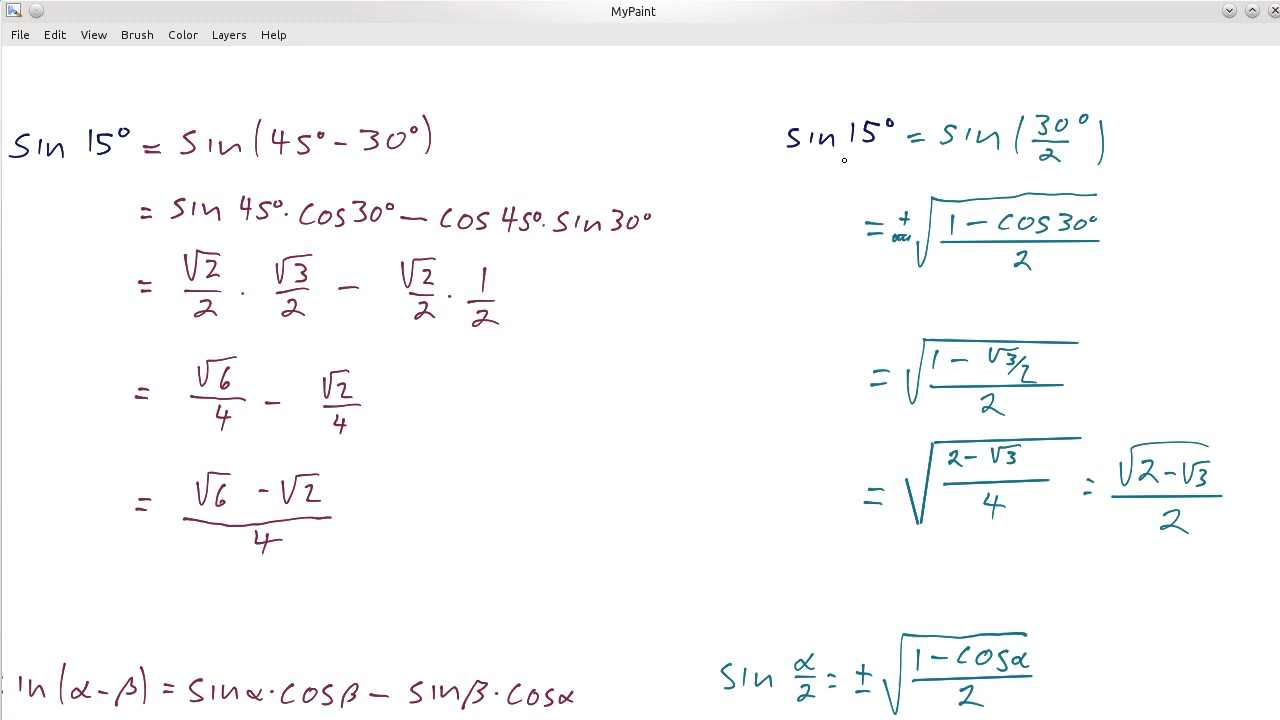 MyPaint
File Edit View Brush Color Layers Help
sin 15° = sin(45° - 30°)
= sin 45° · cos 30° - cos 45° · sin 30°
= √2/2 · √3/2 - √2/2 · 1/2
= √6/4 - √2/4
= (√6 - √2)/4
in(α - β) = sinα · cosβ - sinβ · cosα
sin 15° = sin(30°/2)
= + √((1 - cos 30°)/2)
= √((1 - √3/2)/2)
= √((2 - √3)/4) = √(2 - √3)/2
sin α/2 = ± √((1 - cosα)/2)